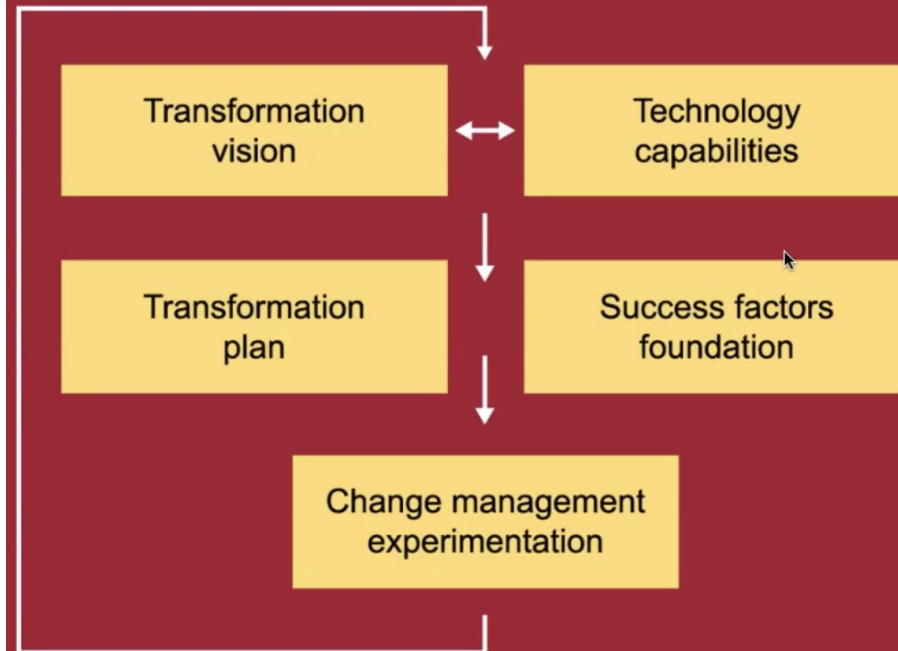 Transformation
vision
Technology
capabilities
Transformation
plan
Success factors
foundation
Change management
experimentation